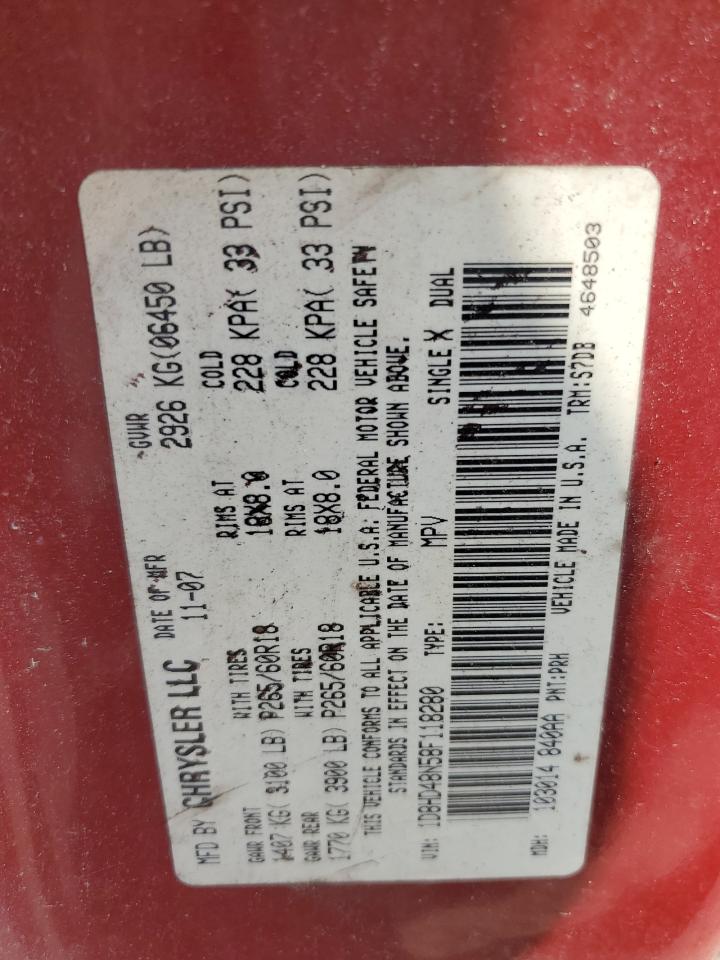 MFD BY CHRYSLER LLC DATE OF MFR GVWR
11-07 2926 KG(06450 LB)
GAWR FRONT WITH TIRES RIMS AT COLD
1407 KG( 3100 LB) P265/60R18 18X8.0 228 KPA( 33 PSI)
GAWR REAR WITH TIRES RIMS AT COLD
1770 KG( 3900 LB) P265/60R18 18X8.0 228 KPA( 33 PSI)
THIS VEHICLE CONFORMS TO ALL APPLICABLE U.S.A. FEDERAL MOTOR VEHICLE SAFETY
STANDARDS IN EFFECT ON THE DATE OF MANUFACTURE SHOWN ABOVE.
VIN: 1D8HD48N58F118280 TYPE: MPV SINGLE X DUAL
MDH: 103014 840AA PNT:PRH VEHICLE MADE IN U.S.A. TRM:S7DB
4648503